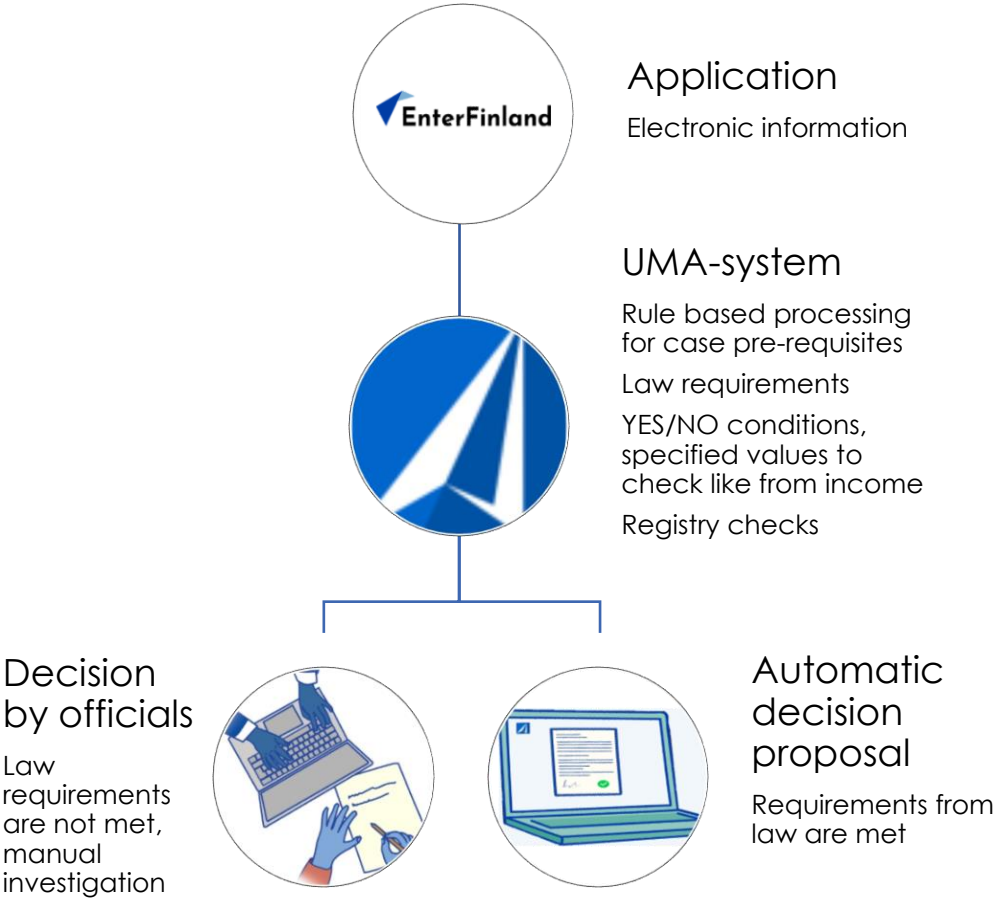 EnterFinland
Application
Electronic information
UMA-system
Rule based processing
for case pre-requisites
Law requirements
YES/NO conditions,
specified values to
check like from income
Registry checks
Decision
by officials
Law
requirements
are not met,
manual
investigation
Automatic
decision
proposal
Requirements from
law are met